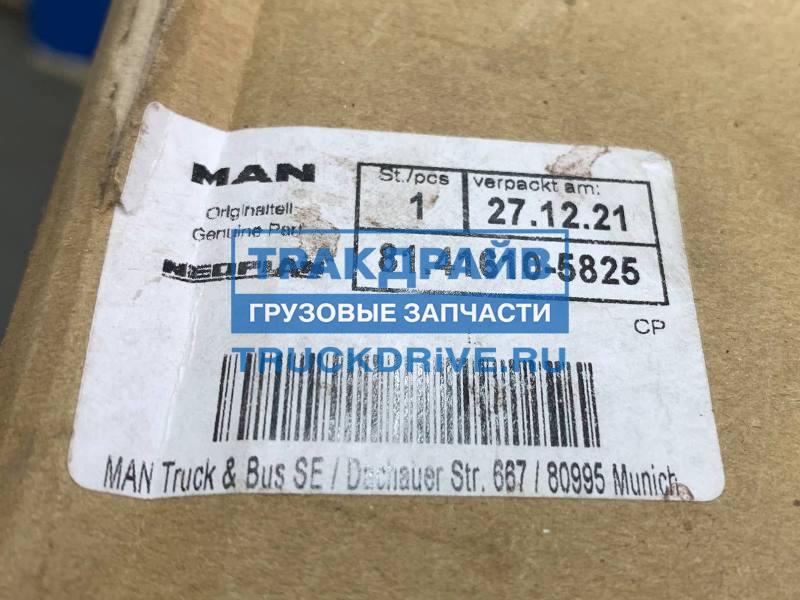 MAN
Originalteil
Genuine Part
NEOPLAN
St./pcs
1
verpackt am:
27.12.21
CP
ТРАКДРАЙВ
ГРУЗОВЫЕ ЗАПЧАСТИ
TRUCKDRIVE.RU
MAN Truck & Bus SE / Dachauer Str. 667 / 80995 Munich